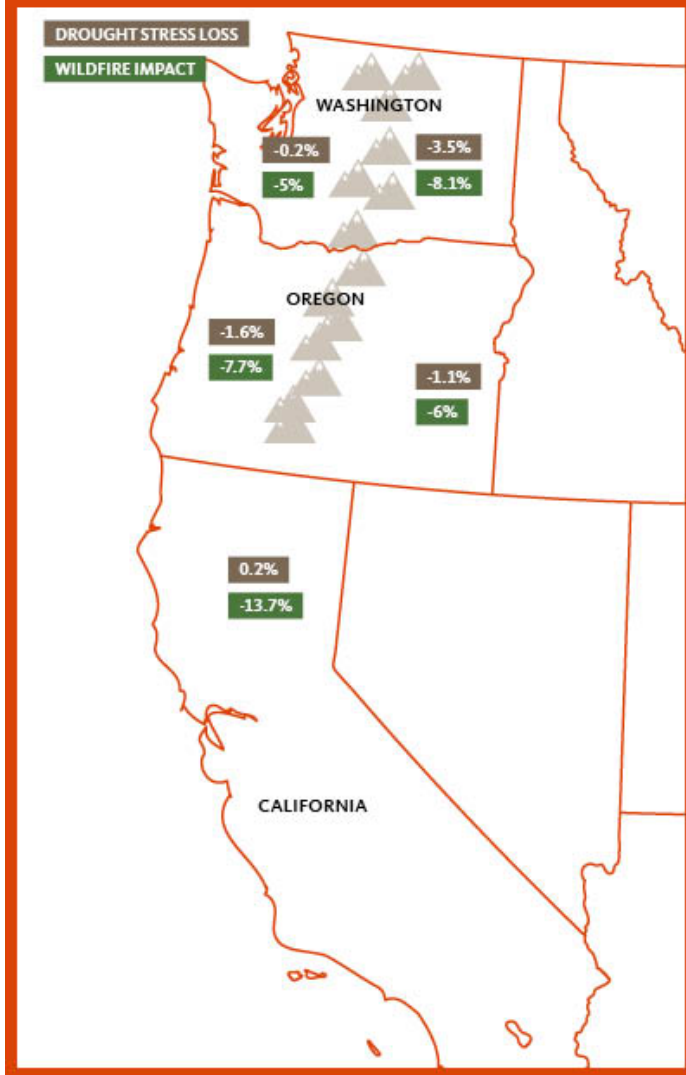 DROUGHT STRESS LOSS
WILDFIRE IMPACT
WASHINGTON
-0.2%
-5%
-3.5%
-8.1%
OREGON
-1.6%
-7.7%
-1.1%
-6%
0.2%
-13.7%
CALIFORNIA